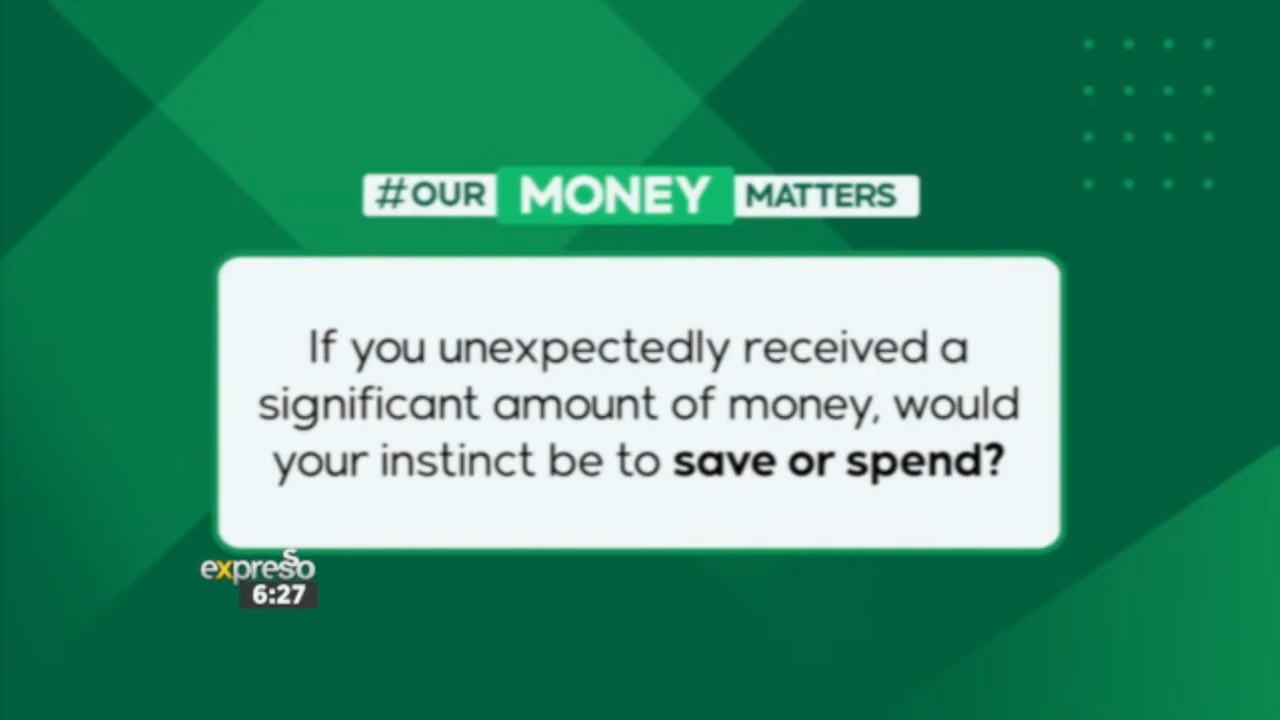 #OUR MONEY MATTERS
If you unexpectedly received a
significant amount of money, would
your instinct be to save or spend?
expresso
6:27